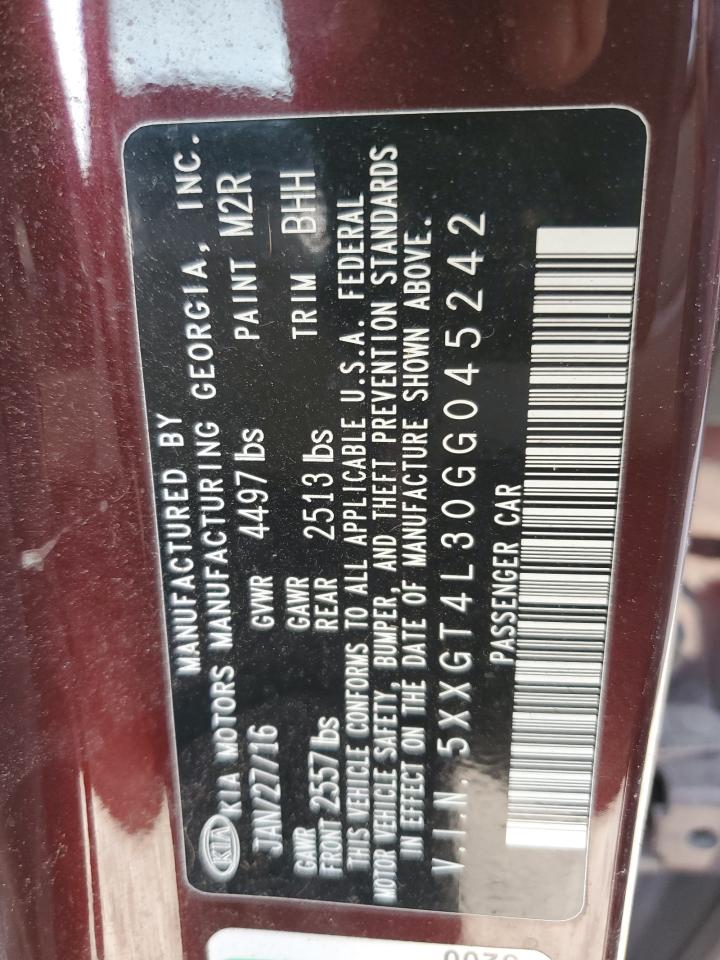 MANUFACTURED BY
KIA KIA MOTORS MANUFACTURING GEORGIA, INC.
JAN/27/16 GVWR 4497 lbs PAINT M2R
GAWR FRONT 2557 lbs GAWR REAR 2513 lbs TRIM BHH
THIS VEHICLE CONFORMS TO ALL APPLICABLE U.S.A. FEDERAL
MOTOR VEHICLE SAFETY, BUMPER, AND THEFT PREVENTION STANDARDS
IN EFFECT ON THE DATE OF MANUFACTURE SHOWN ABOVE.
V.I.N. 5XXGT4L30GG045242
PASSENGER CAR